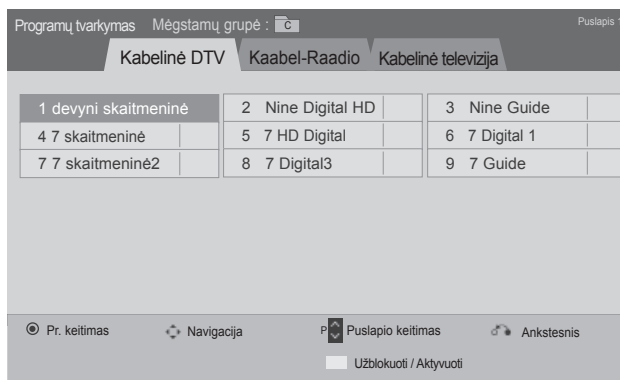 Programų tvarkymas Mėgstamų grupė : C Puslapis 1
Kabelinė DTV Kaabel-Raadio Kabelinė televizija
1 devyni skaitmeninė 2 Nine Digital HD 3 Nine Guide
4 7 skaitmeninė 5 7 HD Digital 6 7 Digital 1
7 7 skaitmeninė2 8 7 Digital3 9 7 Guide
Pr. keitimas Navigacija P Puslapio keitimas Ankstesnis
Užblokuoti / Aktyvuoti